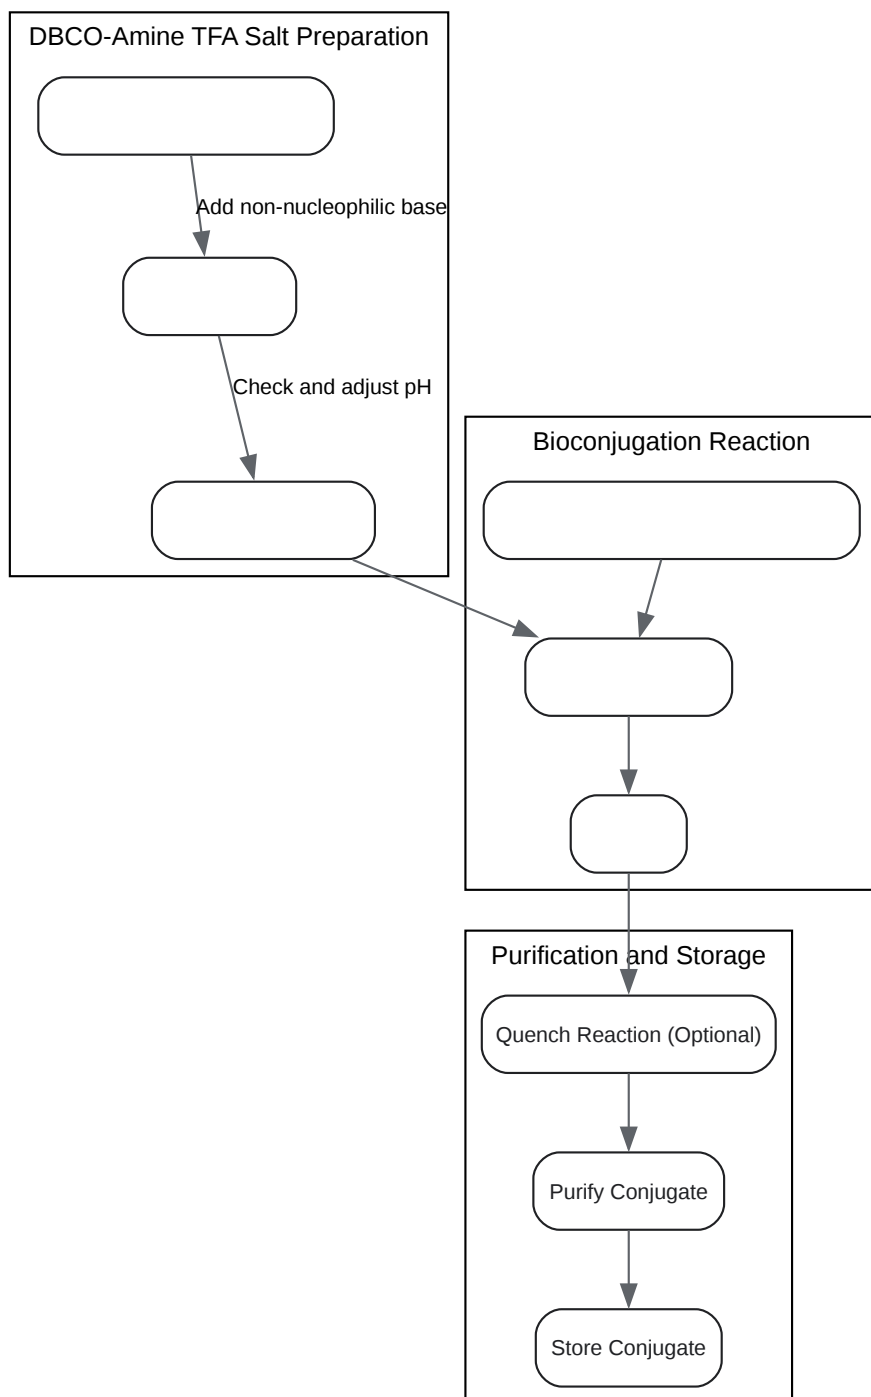 DBCO-Amine TFA Salt Preparation
Add non-nucleophilic base
Check and adjust pH
Bioconjugation Reaction
Purification and Storage
Quench Reaction (Optional)
Purify Conjugate
Store Conjugate